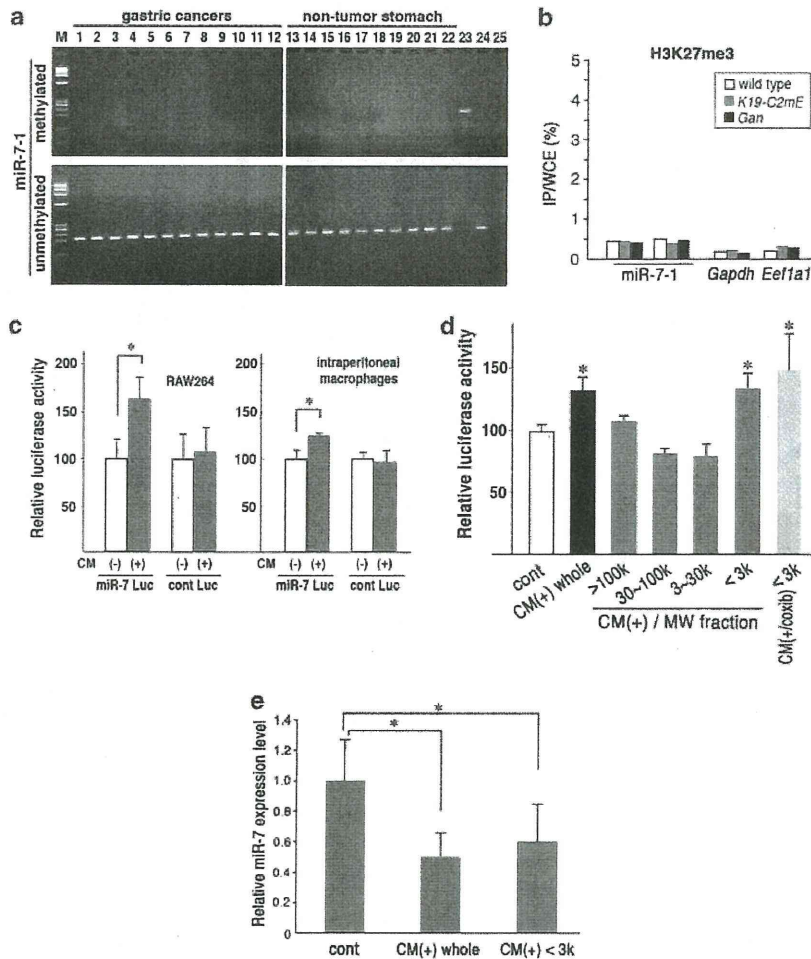 a
gastric cancers
non-tumor stomach
M 1 2 3 4 5 6 7 8 9 10 11 12 13 14 15 16 17 18 19 20 21 22 23 24 25
miR-7-1
methylated
unmethylated
b
H3K27me3
wild type
K19-C2mE
Gan
IP/WCE (%)
5
4
3
2
1
0
miR-7-1 Gapdh Eef1a1
c
Relative luciferase activity
200
150
100
50
RAW264
*
CM (-) (+) (-) (+)
miR-7 Luc cont Luc
200
150
100
50
intraperitoneal
macrophages
*
CM (-) (+) (-) (+)
miR-7 Luc cont Luc
d
Relative luciferase activity
150
100
50
* * *
cont
CM(+) whole
>100k
30~100k
3~30k
<3k
<3k
CM(+/coxib)
CM(+) / MW fraction
e
Relative miR-7 expression level
1.4
1.2
1.0
0.8
0.6
0.4
0.2
0
*
*
cont CM(+) whole CM(+) < 3k